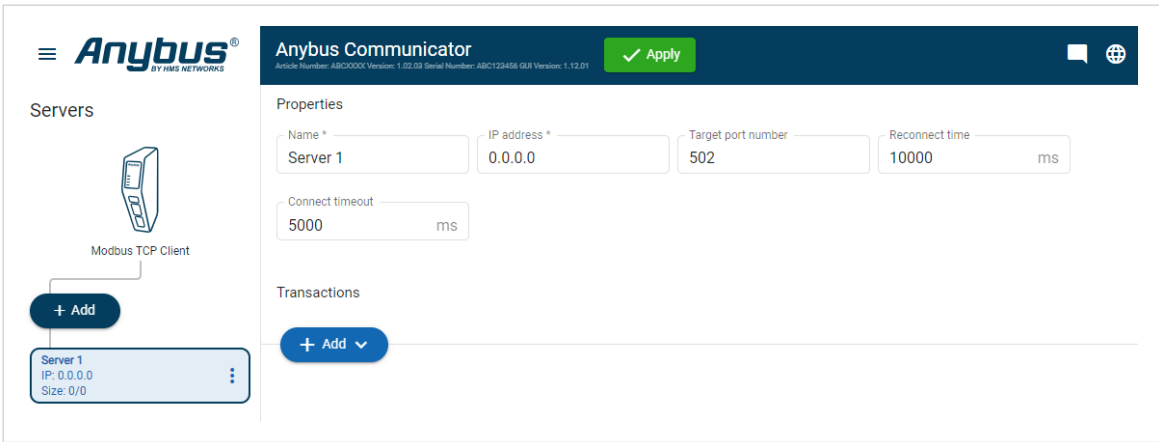 Anybus®
BY HMS NETWORKS
Anybus Communicator
Article Number: ABCXXXX Version: 1.02.03 Serial Number: ABC123456 GUI Version: 1.12.01
Apply
Servers
Modbus TCP Client
+ Add
Server 1
IP: 0.0.0.0
Size: 0/0
Properties
Name *
Server 1
IP address *
0.0.0.0
Target port number
502
Reconnect time
10000 ms
Connect timeout
5000 ms
Transactions
+ Add